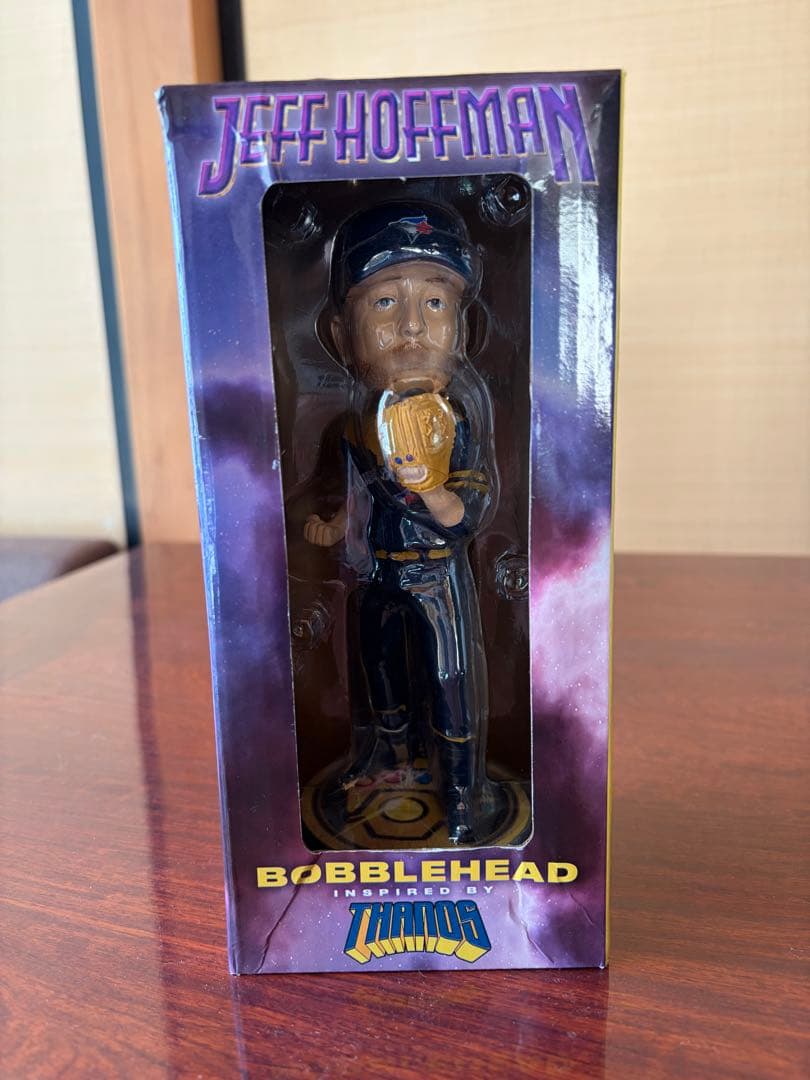 JEFF HOFFMAN
BOBBLEHEAD
INSPIRED BY
THANOS